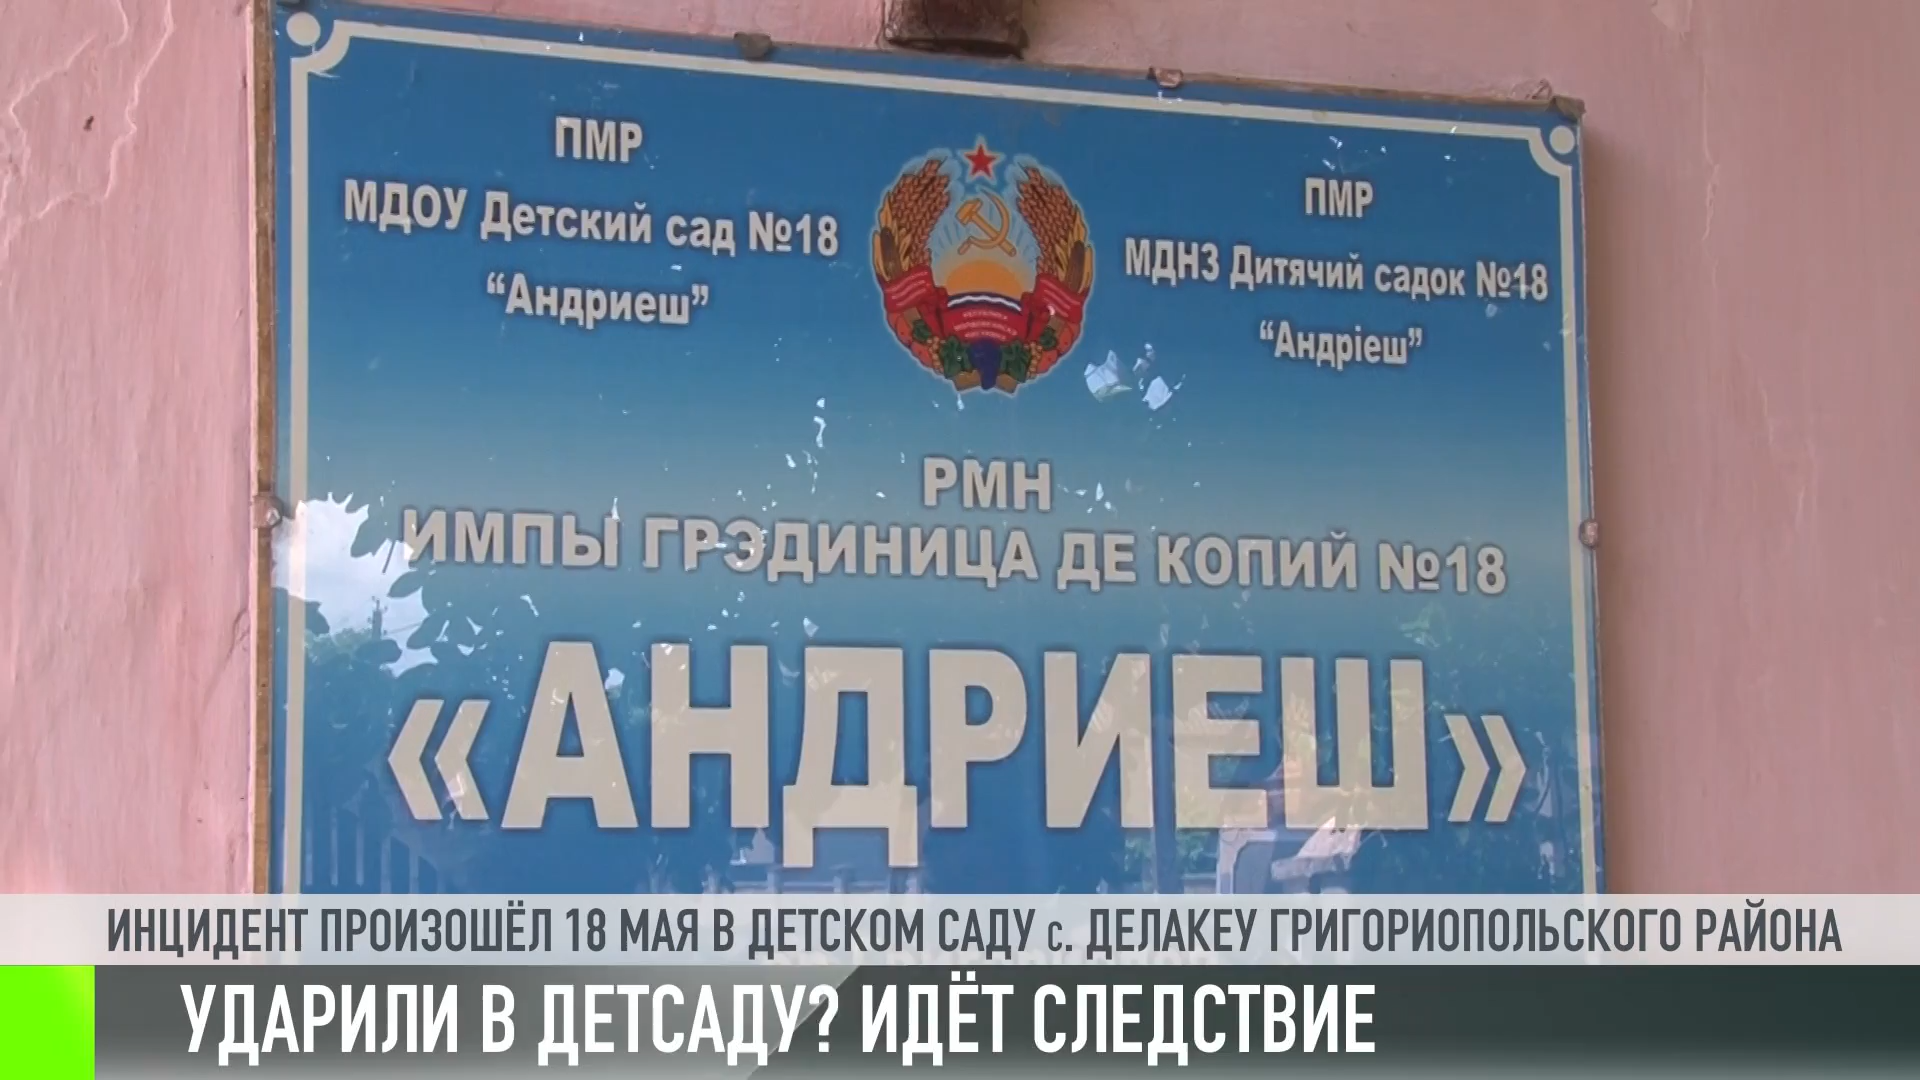 ПМР
МДОУ Детский сад №18
“Андриеш”
ПМР
МДНЗ Дитячий садок №18
“Андріеш”
РМН
ИМПЫ ГРЭДИНИЦА ДЕ КОПИЙ №18
«АНДРИЕШ»
ИНЦИДЕНТ ПРОИЗОШЁЛ 18 МАЯ В ДЕТСКОМ САДУ с. ДЕЛАКЕУ ГРИГОРИОПОЛЬСКОГО РАЙОНА
УДАРИЛИ В ДЕТСАДУ? ИДЁТ СЛЕДСТВИЕ